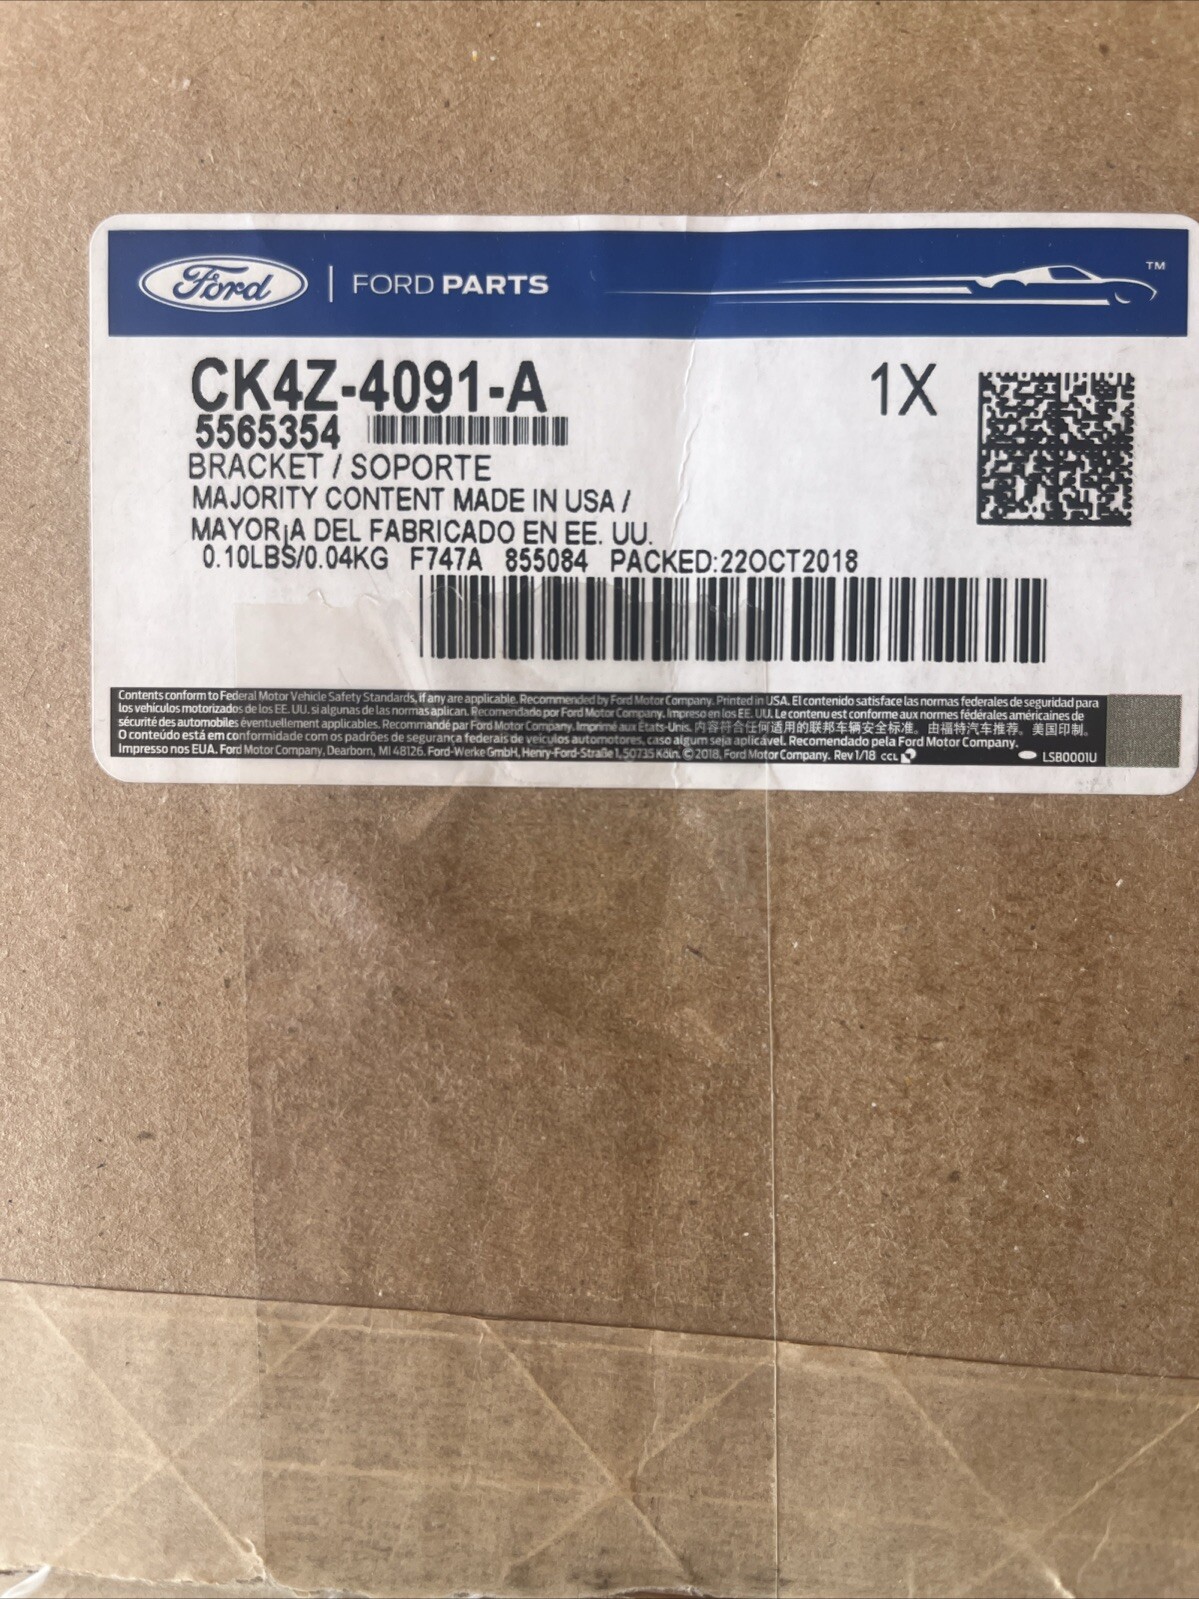 Ford | FORD PARTS ™
CK4Z-4091-A 1X
5565354
BRACKET / SOPORTE
MAJORITY CONTENT MADE IN USA /
MAYOR¡A DEL FABRICADO EN EE. UU.
0.10LBS/0.04KG F747A 855084 PACKED:22OCT2018
Contents conform to Federal Motor Vehicle Safety Standards, if any are applicable. Recommended by Ford Motor Company. Printed in USA. El contenido satisface las normas federales de seguridad para
los vehículos motorizados de los EE. UU. si algunas de las normas aplican. Recomendado por Ford Motor Company. Impreso en los EE. UU. Le contenu est conforme aux normes fédérales américaines de
sécurité des automobiles éventuellement applicables. Recommandé par Ford Motor Company. Imprimé aux États-Unis. 内容符合任何适用的联邦车辆安全标准。由福特汽车推荐。美国印制。
O conteúdo está em conformidade com os padrões de segurança federais de veículos automotores, caso algum seja aplicável. Recomendado pela Ford Motor Company.
Impresso nos EUA. Ford Motor Company, Dearborn, MI 48126. Ford-Werke GmbH, Henry-Ford-Straße 1, 50735 Köln. © 2018, Ford Motor Company. Rev 1/18 CCL LSB0001U